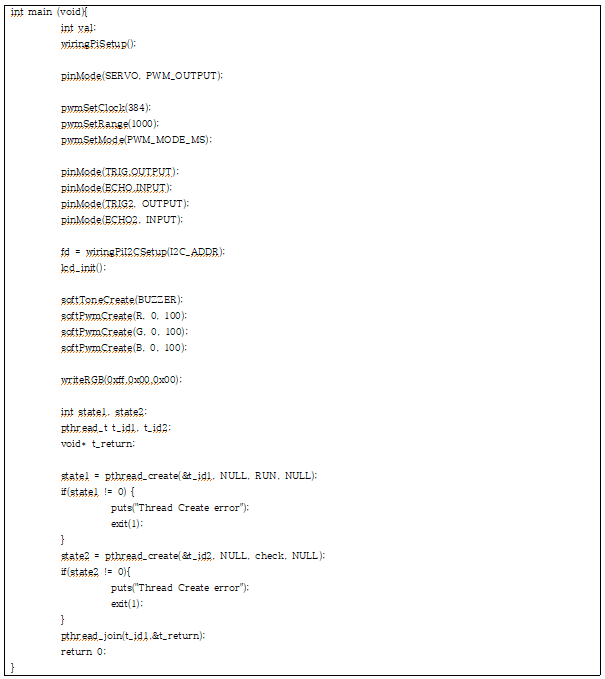 int main (void){
int val;
wiringPiSetup();
pinMode(SERVO, PWM_OUTPUT);
pwmSetClock(384);
pwmSetRange(1000);
pwmSetMode(PWM_MODE_MS);
pinMode(TRIG,OUTPUT);
pinMode(ECHO,INPUT);
pinMode(TRIG2, OUTPUT);
pinMode(ECHO2, INPUT);
fd = wiringPiI2CSetup(I2C_ADDR);
lcd_init();
softToneCreate(BUZZER);
softPwmCreate(R, 0, 100);
softPwmCreate(G, 0, 100);
softPwmCreate(B, 0, 100);
writeRGB(0xff,0x00,0x00);
int state1, state2;
pthread_t t_id1, t_id2;
void* t_return;
state1 = pthread_create(&t_id1, NULL, RUN, NULL);
if(state1 != 0) {
puts("Thread Create error");
exit(1);
}
state2 = pthread_create(&t_id2, NULL, check, NULL);
if(state2 != 0){
puts("Thread Create error");
exit(1);
}
pthread_join(t_id1,&t_return);
return 0;
}